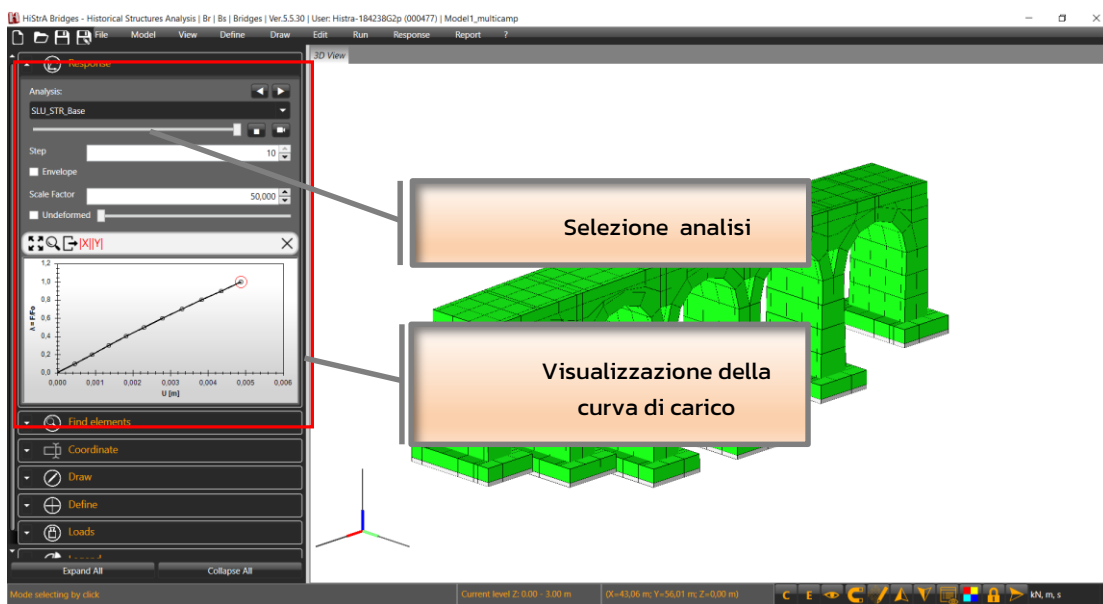 HiStrA Bridges - Historical Structures Analysis | Br | Bs | Bridges | Ver.5.5.30 | User: Histra-184238G2p (000477) | Model1_multicamp
File Model View Define Draw Edit Run Response Report ?
3D View
Response
Analysis:
SLU_STR_Base
Step 10
Envelope
Scale Factor 50,000
Undeformed
|X||Y|
1,2
1,0
0,8
0,6
0,4
0,2
0,0
λ = F/Fo
0,000 0,001 0,002 0,003 0,004 0,005 0,006
U [m]
Selezione analisi
Visualizzazione della
curva di carico
Find elements
Coordinate
Draw
Define
Loads
Legend
Expand All Collapse All
Mode selecting by click Current level Z: 0.00 - 3.00 m (X=43,06 m; Y=56,01 m; Z=0,00 m) C E kN, m, s